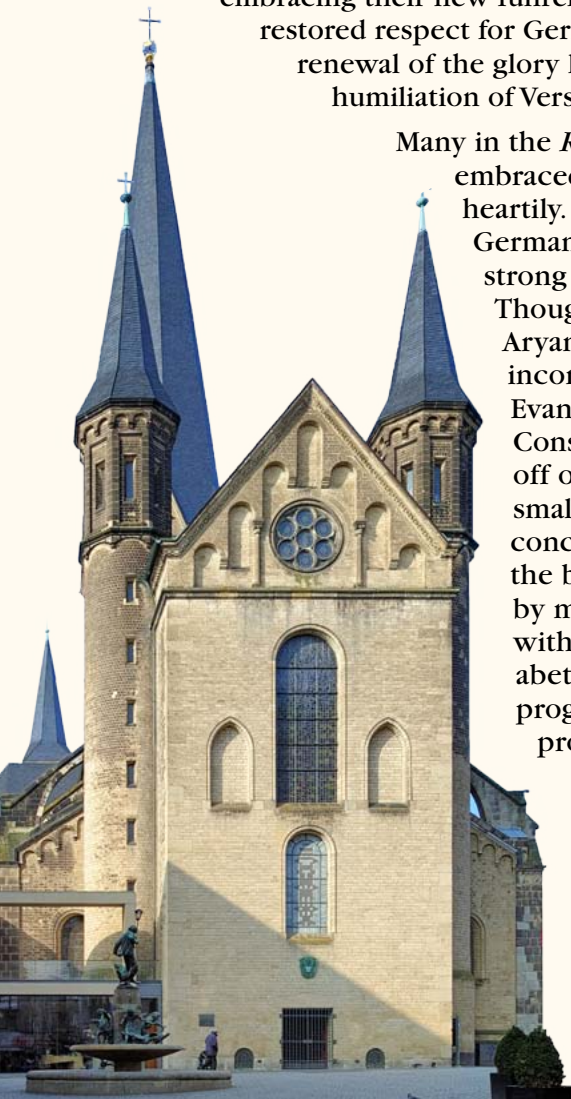 embracing their new führer
restored respect for Ger
renewal of the glory
humiliation of Vers
Many in the K
embraced
heartily.
German
strong
Thoug
Aryan
incor
Evan
Cons
off o
smal
conc
the b
by m
with
abet
prog
pro